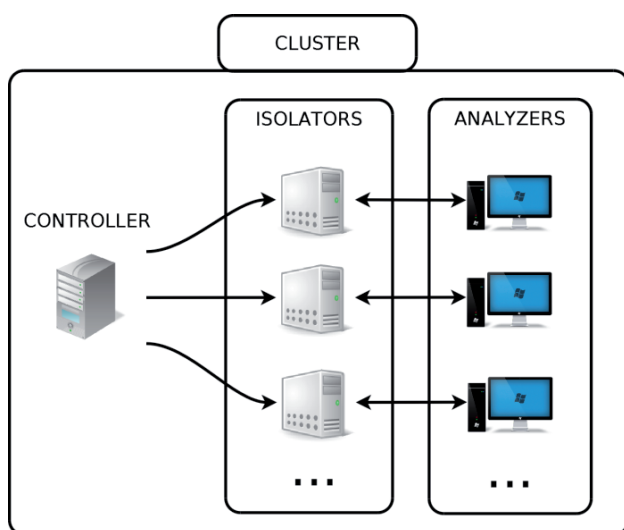 CLUSTER
ISOLATORS
ANALYZERS
CONTROLLER
...
...